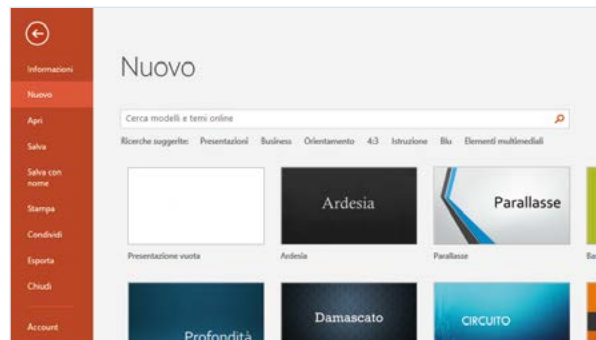 Nuovo
Informazioni
Nuovo
Apri
Salva
Salva con
nome
Stampa
Condividi
Esporta
Chiudi
Account
Cerca modelli e temi online
Ricerche suggerite: Presentazioni Business Orientamento 4:3 Istruzione Blu Elementi multimediali
Ardesia
Parallasse
Presentazione vuota
Ardesia
Parallasse
Bas
Profondità
Damascato
CIRCUITO